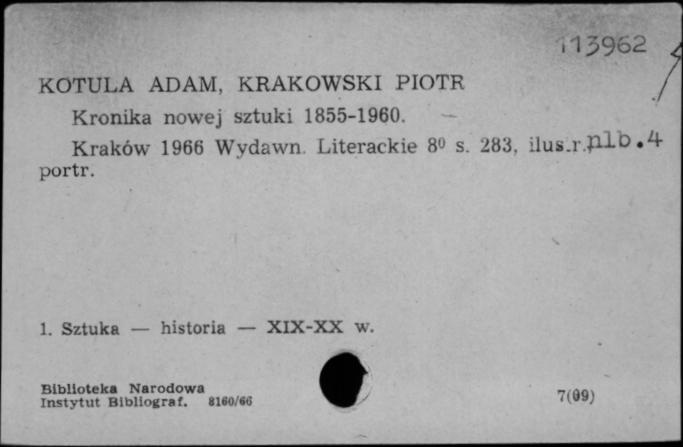 113962
KOTULA ADAM, KRAKOWSKI PIOTR
Kronika nowej sztuki 1855-1960. —
Kraków 1966 Wydawn. Literackie 8⁰ s. 283, ilus.r.nlb.4
portr.
1. Sztuka — historia — XIX-XX w.
Biblioteka Narodowa
Instytut Bibliograf. 8160/66
7(09)